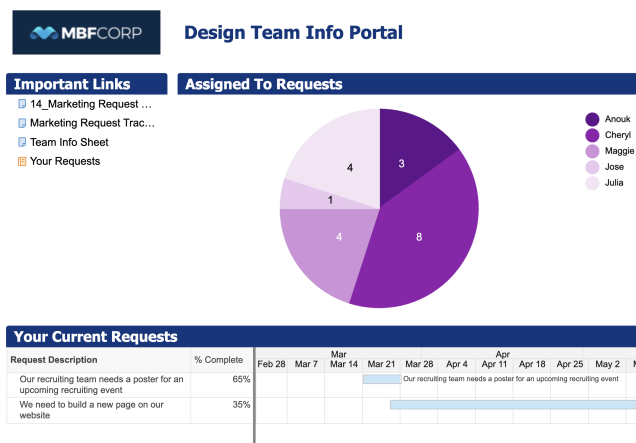 MBFCORP
Design Team Info Portal
Important Links
14_Marketing Request ...
Marketing Request Trac...
Team Info Sheet
Your Requests
Assigned To Requests
3
8
4
1
4
Anouk
Cheryl
Maggie
Jose
Julia
Your Current Requests
Request Description
% Complete
Mar
Apr
Feb 28 Mar 7 Mar 14 Mar 21 Mar 28 Apr 4 Apr 11 Apr 18 Apr 25 May 2
Our recruiting team needs a poster for an
upcoming recruiting event
65%
Our recruiting team needs a poster for an upcoming recruiting event
We need to build a new page on our
website
35%